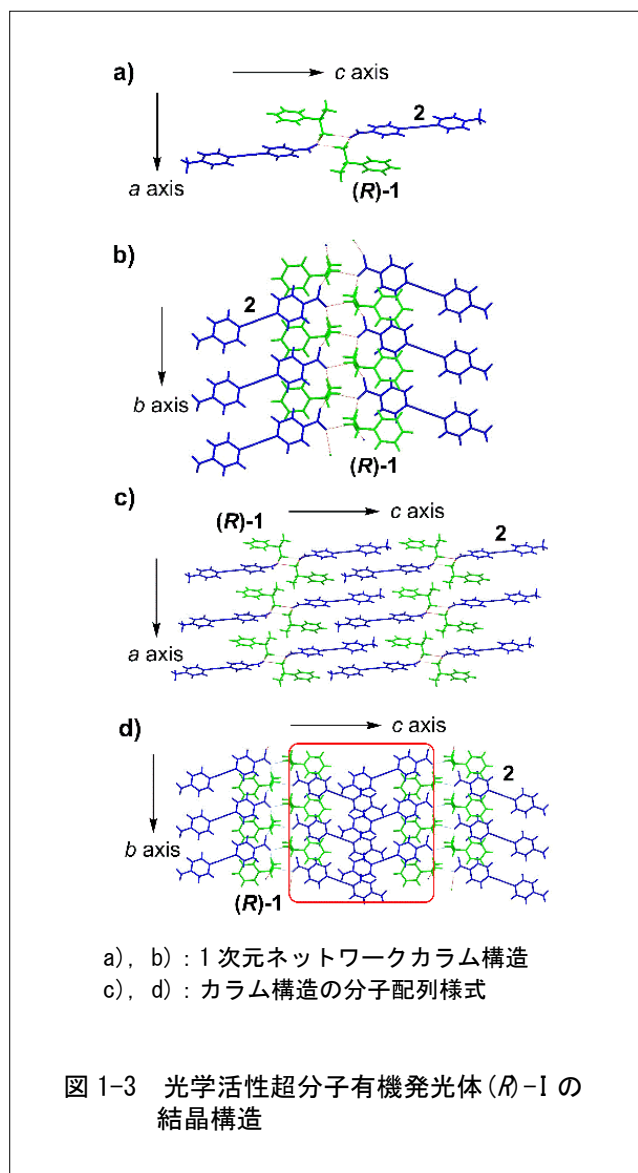 a)
c axis
2
a axis
(R)-1
b)
2
b axis
(R)-1
c)
(R)-1
c axis
2
a axis
d)
c axis
2
b axis
(R)-1
a), b) : 1次元ネットワークカラム構造
c), d) : カラム構造の分子配列様式
図 1-3 光学活性超分子有機発光体(R)-I の
結晶構造